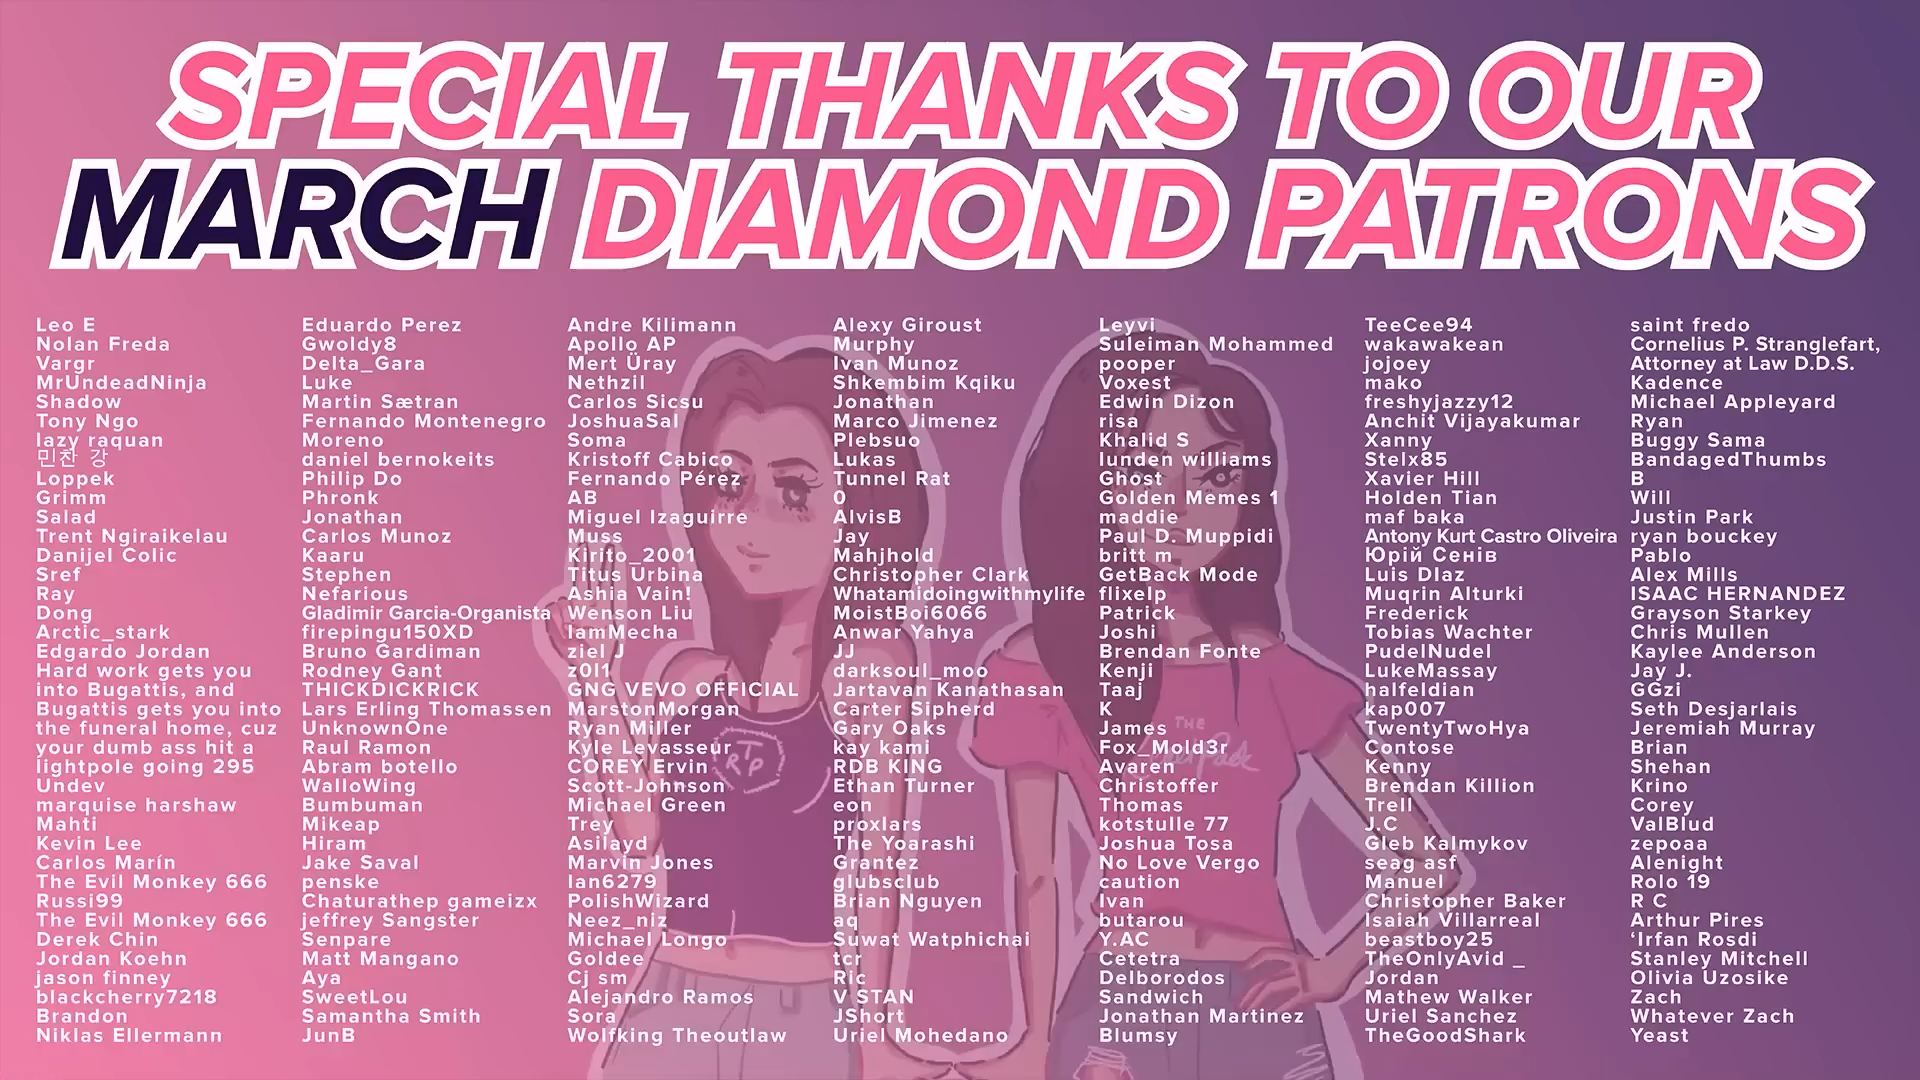 SPECIAL THANKS TO OUR
MARCH DIAMOND PATRONS
Leo E
Nolan Freda
Vargr
MrUndeadNinja
Shadow
Tony Ngo
lazy raquan
민찬 강
Loppek
Grimm
Salad
Trent Ngiraikelau
Danijel Colic
Sref
Ray
Dong
Arctic_stark
Edgardo Jordan
Hard work gets you
into Bugattis, and
Bugattis gets you into
the funeral home, cuz
your dumb ass hit a
lightpole going 295
Undev
marquise harshaw
Mahti
Kevin Lee
Carlos Marín
The Evil Monkey 666
Russi99
The Evil Monkey 666
Derek Chin
Jordan Koehn
jason finney
blackcherry7218
Brandon
Niklas Ellermann
Eduardo Perez
Gwoldy8
Delta_Gara
Luke
Martin Sætran
Fernando Montenegro
Moreno
daniel bernokeits
Philip Do
Phronk
Jonathan
Carlos Munoz
Kaaru
Stephen
Nefarious
Gladimir Garcia-Organista
firepingu150XD
Bruno Gardiman
Rodney Gant
THICKDICKRICK
Lars Erling Thomassen
UnknownOne
Raul Ramon
Abram botello
WalloWing
Bumbuman
Mikeap
Hiram
Jake Saval
penske
Chaturathep gameizx
jeffrey Sangster
Senpare
Matt Mangano
Aya
SweetLou
Samantha Smith
JunB
Andre Kilimann
Apollo AP
Mert Üray
Nethzil
Carlos Sicsu
JoshuaSal
Soma
Kristoff Cabico
Fernando Pérez
AB
Miguel Izaguirre
Muss
Kirito_2001
Titus Urbina
Ashia Vain!
Wenson Liu
IamMecha
ziel J
z0l1
GNG VEVO OFFICIAL
MarstonMorgan
Ryan Miller
Kyle Levasseur
COREY Ervin
Scott-Johnson
Michael Green
Trey
Asilayd
Marvin Jones
Ian6279
PolishWizard
Neez_niz
Michael Longo
Goldee
Cj sm
Alejandro Ramos
Sora
Wolfking Theoutlaw
Alexy Giroust
Murphy
Ivan Munoz
Shkembim Kqiku
Jonathan
Marco Jimenez
Plebsuo
Lukas
Tunnel Rat
0
AlvisB
Jay
Mahjhold
Christopher Clark
Whatamidoingwithmylife
MoistBoi6066
Anwar Yahya
JJ
darksoul_moo
Jartavan Kanathasan
Carter Sipherd
Gary Oaks
kay kami
RDB KING
Ethan Turner
eon
proxlars
The Yoarashi
Grantez
glubsclub
Brian Nguyen
aq
Suwat Watphichai
tcr
Ric
V STAN
JShort
Uriel Mohedano
Leyvi
Suleiman Mohammed
pooper
Voxest
Edwin Dizon
risa
Khalid S
lunden williams
Ghost
Golden Memes 1
maddie
Paul D. Muppidi
britt m
GetBack Mode
flixelp
Patrick
Joshi
Brendan Fonte
Kenji
Taaj
K
James
Fox_Mold3r
Avaren
Christoffer
Thomas
kotstulle 77
Joshua Tosa
No Love Vergo
caution
Ivan
butarou
Y.AC
Cetetra
Delborodos
Sandwich
Jonathan Martinez
Blumsy
TeeCee94
wakawakean
jojoey
mako
freshyjazzy12
Anchit Vijayakumar
Xanny
Stelx85
Xavier Hill
Holden Tian
maf baka
Antony Kurt Castro Oliveira
Юрій Сенів
Luis DIaz
Muqrin Alturki
Frederick
Tobias Wachter
PudelNudel
LukeMassay
halfeldian
kap007
TwentyTwoHya
Contose
Kenny
Brendan Killion
Trell
J.C
Gleb Kalmykov
seag asf
Manuel
Christopher Baker
Isaiah Villarreal
beastboy25
TheOnlyAvid _
Jordan
Mathew Walker
Uriel Sanchez
TheGoodShark
saint fredo
Cornelius P. Stranglefart,
Attorney at Law D.D.S.
Kadence
Michael Appleyard
Ryan
Buggy Sama
BandagedThumbs
B
Will
Justin Park
ryan bouckey
Pablo
Alex Mills
ISAAC HERNANDEZ
Grayson Starkey
Chris Mullen
Kaylee Anderson
Jay J.
GGzi
Seth Desjarlais
Jeremiah Murray
Brian
Shehan
Krino
Corey
ValBlud
zepoaa
Alenight
Rolo 19
R C
Arthur Pires
‘Irfan Rosdi
Stanley Mitchell
Olivia Uzosike
Zach
Whatever Zach
Yeast
TRP
THE